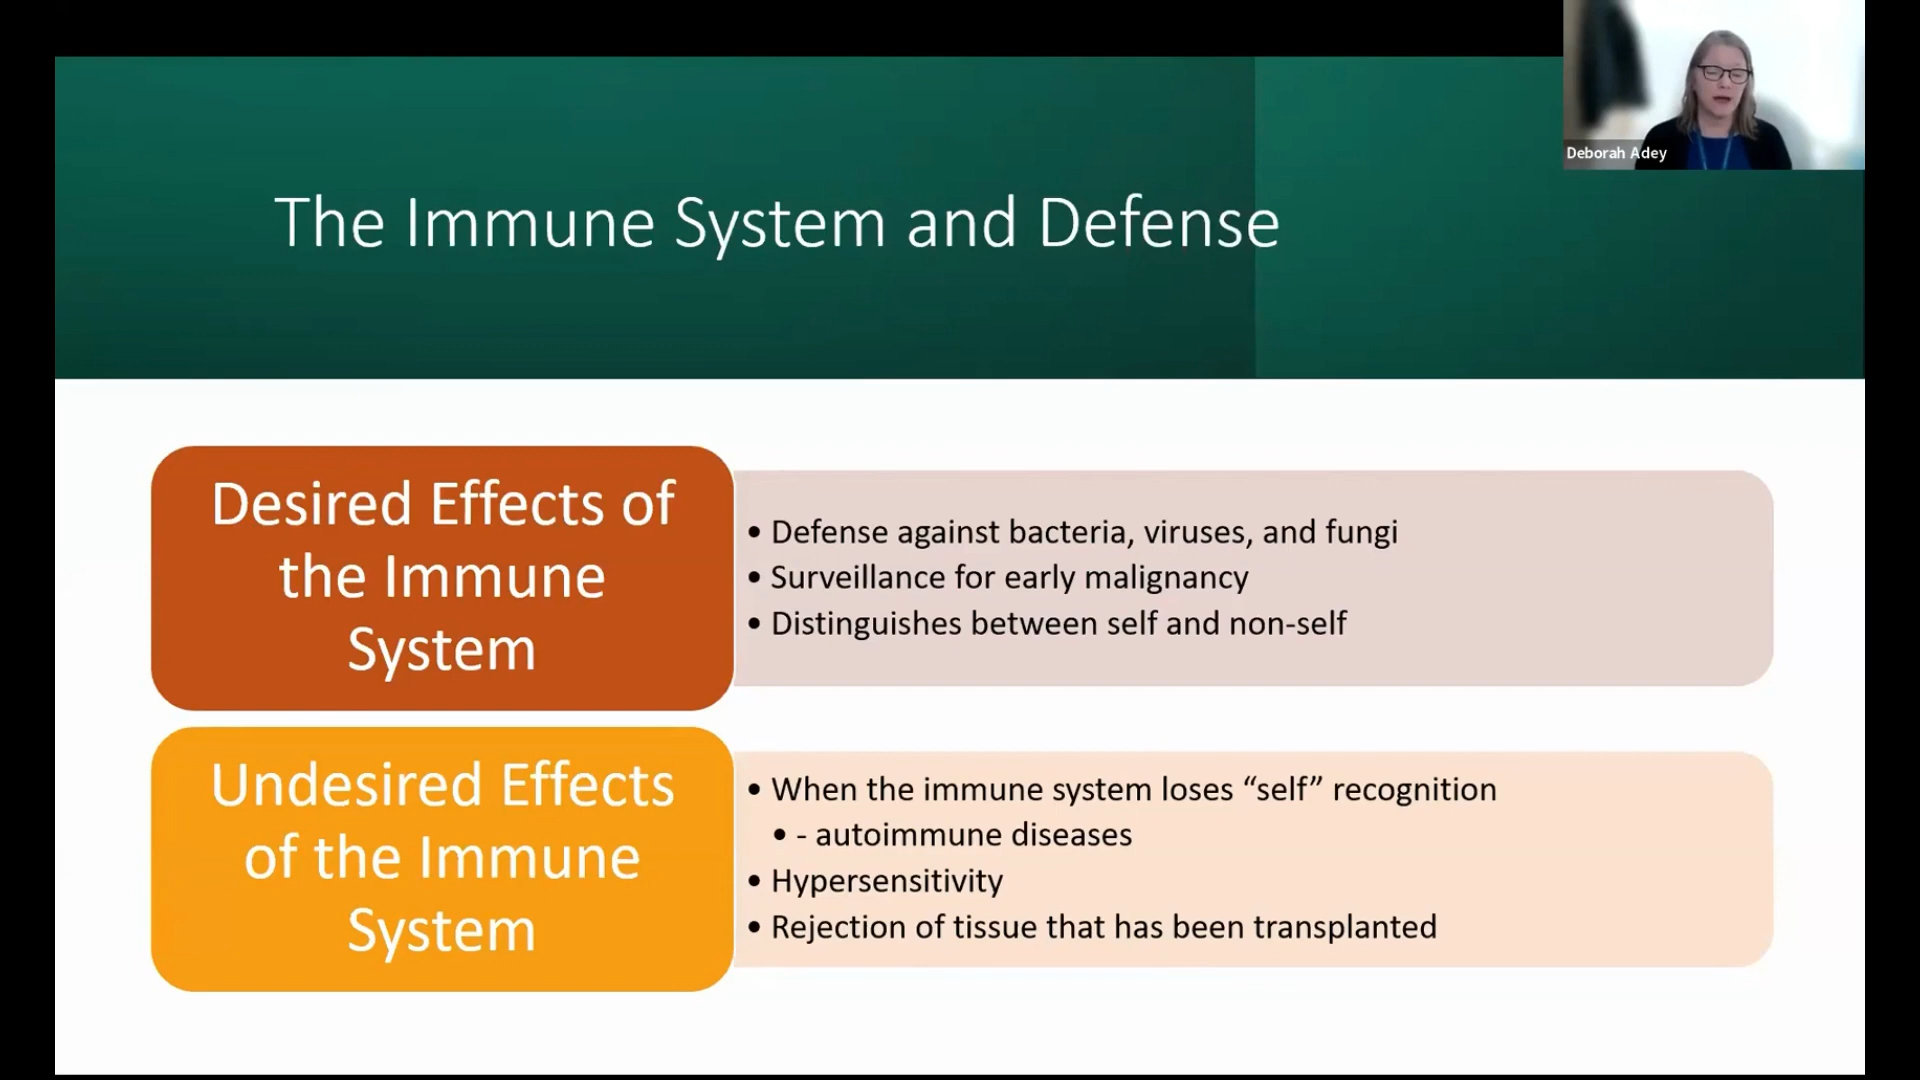 Deborah Adey
The Immune System and Defense
Desired Effects of
the Immune
System
• Defense against bacteria, viruses, and fungi
• Surveillance for early malignancy
• Distinguishes between self and non-self
Undesired Effects
of the Immune
System
• When the immune system loses “self” recognition
• - autoimmune diseases
• Hypersensitivity
• Rejection of tissue that has been transplanted